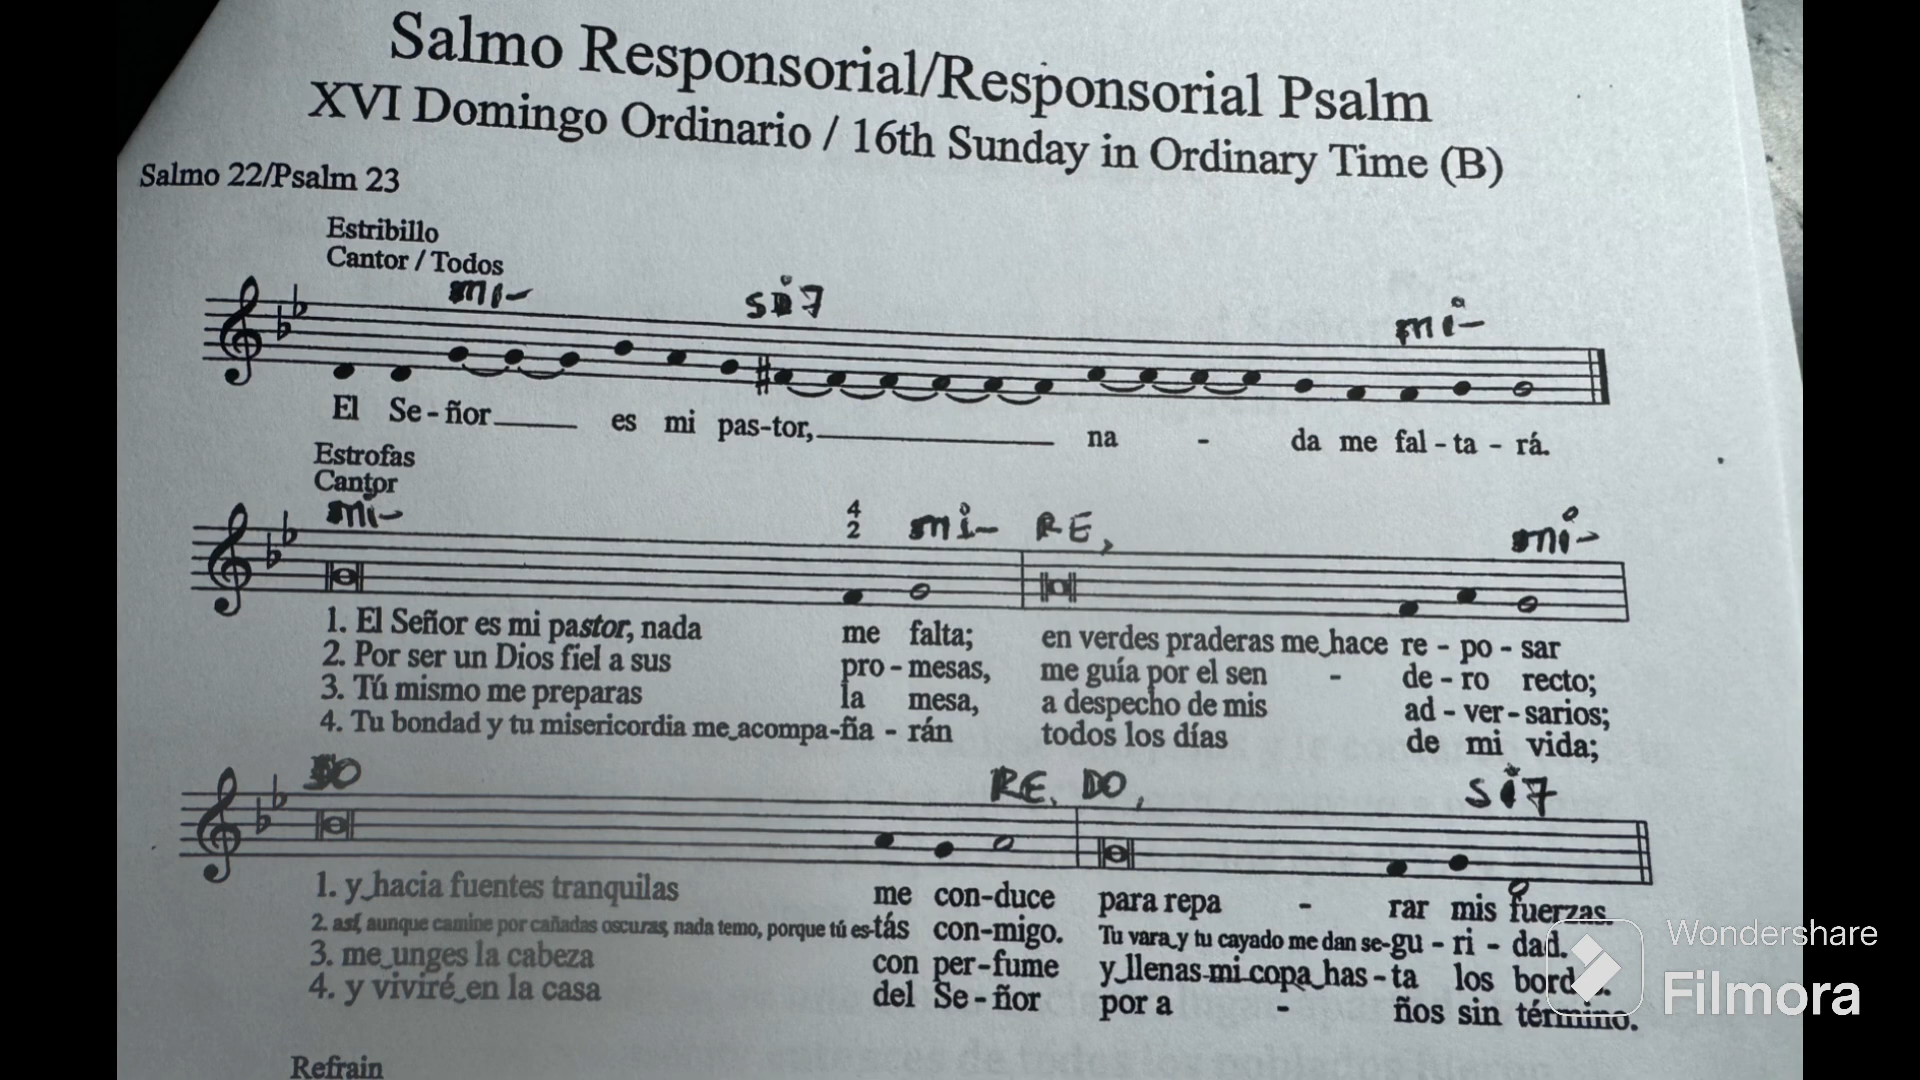 Salmo Responsorial/Responsorial Psalm
XVI Domingo Ordinario / 16th Sunday in Ordinary Time (B)
Salmo 22/Psalm 23
Estribillo
Cantor / Todos
mi- si7 mi-
El Se - ñor____ es mi pas-tor,____ na - da me fal - ta - rá.
Estrofas
Cantor
mi- 4 2 mi- RE, mi-
1. El Señor es mi pastor, nada me falta; en verdes praderas me‿hace re - po - sar
2. Por ser un Dios fiel a sus pro - mesas, me guía por el sen - de - ro recto;
3. Tú mismo me preparas la mesa, a despecho de mis ad - ver - sarios;
4. Tu bondad y tu misericordia me‿acompa-ña - rán todos los días de mi vida;
DO RE. DO, si7
1. y‿hacia fuentes tranquilas me con-duce para repa - rar mis fuerzas.
2. así, aunque camine por cañadas oscuras, nada temo, porque tú es-tás con-migo. Tu vara‿y tu cayado me dan se-gu - ri - dad.
3. me‿unges la cabeza con per-fume y‿llenas mi copa‿has - ta los
4. y viviré‿en la casa del Se - ñor por a - ños sin término.
Refrain
Wondershare
Filmora